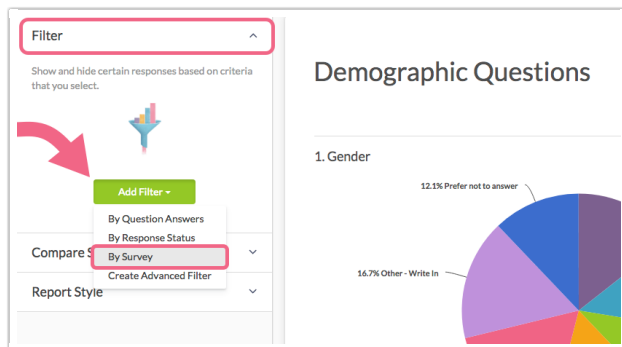 Filter
Show and hide certain responses based on criteria
that you select.
Add Filter
By Question Answers
By Response Status
By Survey
Create Advanced Filter
Compare S
Report Style
Demographic Questions
1. Gender
12.1% Prefer not to answer
16.7% Other - Write In